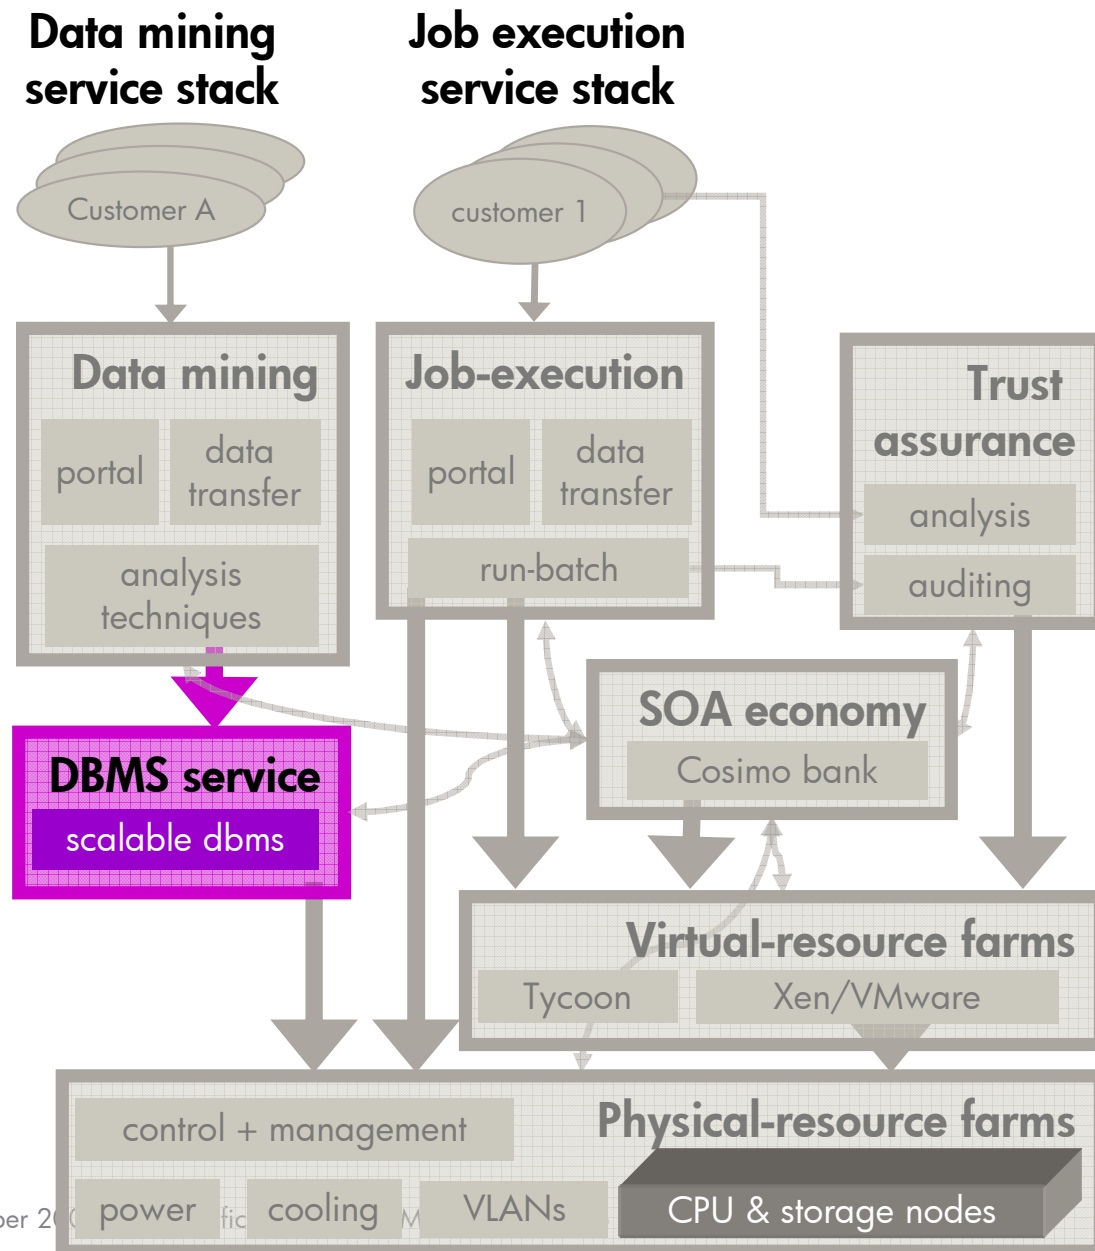 Data mining
service stack
Job execution
service stack
Customer A
customer 1
Data mining
portal
data
transfer
analysis
techniques
Job-execution
portal
data
transfer
run-batch
Trust
assurance
analysis
auditing
SOA economy
Cosimo bank
DBMS service
scalable dbms
Virtual-resource farms
Tycoon
Xen/VMware
Physical-resource farms
control + management
power
cooling
VLANs
CPU & storage nodes